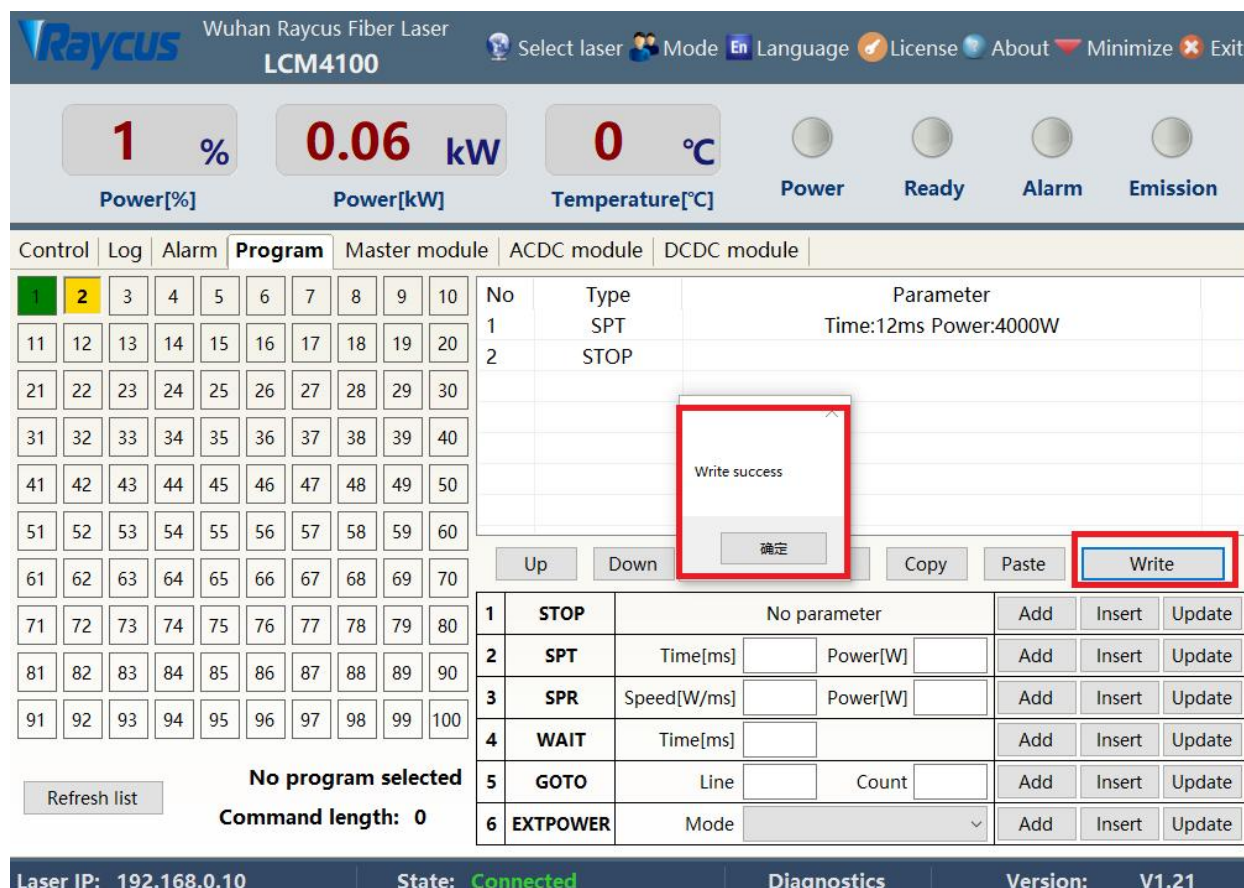 Raycus
Wuhan Raycus Fiber Laser
LCM4100
Select laser Mode En Language License About Minimize Exit
1 % 0.06 kW 0 ℃
Power[%] Power[kW] Temperature[℃] Power Ready Alarm Emission
Control Log Alarm Program Master module ACDC module DCDC module
1 2 3 4 5 6 7 8 9 10
11 12 13 14 15 16 17 18 19 20
21 22 23 24 25 26 27 28 29 30
31 32 33 34 35 36 37 38 39 40
41 42 43 44 45 46 47 48 49 50
51 52 53 54 55 56 57 58 59 60
61 62 63 64 65 66 67 68 69 70
71 72 73 74 75 76 77 78 79 80
81 82 83 84 85 86 87 88 89 90
91 92 93 94 95 96 97 98 99 100
Refresh list
No program selected
Command length: 0
No Type Parameter
1 SPT Time:12ms Power:4000W
2 STOP
Write success
确定
Up Down Copy Paste Write
1 STOP No parameter Add Insert Update
2 SPT Time[ms] Power[W] Add Insert Update
3 SPR Speed[W/ms] Power[W] Add Insert Update
4 WAIT Time[ms] Add Insert Update
5 GOTO Line Count Add Insert Update
6 EXTPOWER Mode Add Insert Update
Laser IP: 192.168.0.10 State: Connected Diagnostics Version: V1.21